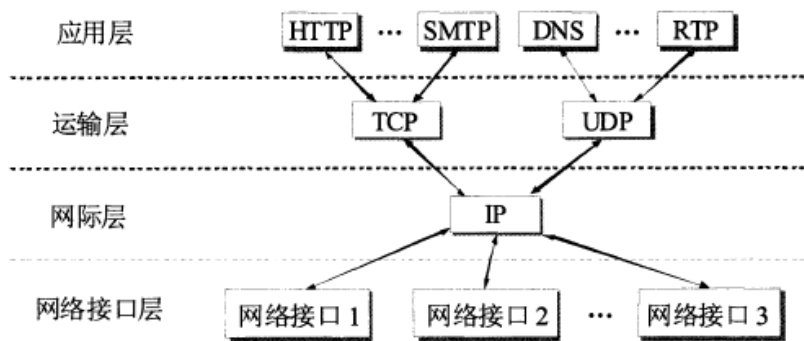 应用层 HTTP … SMTP DNS … RTP
运输层 TCP UDP
网际层 IP
网络接口层 网络接口 1 网络接口 2 … 网络接口 3